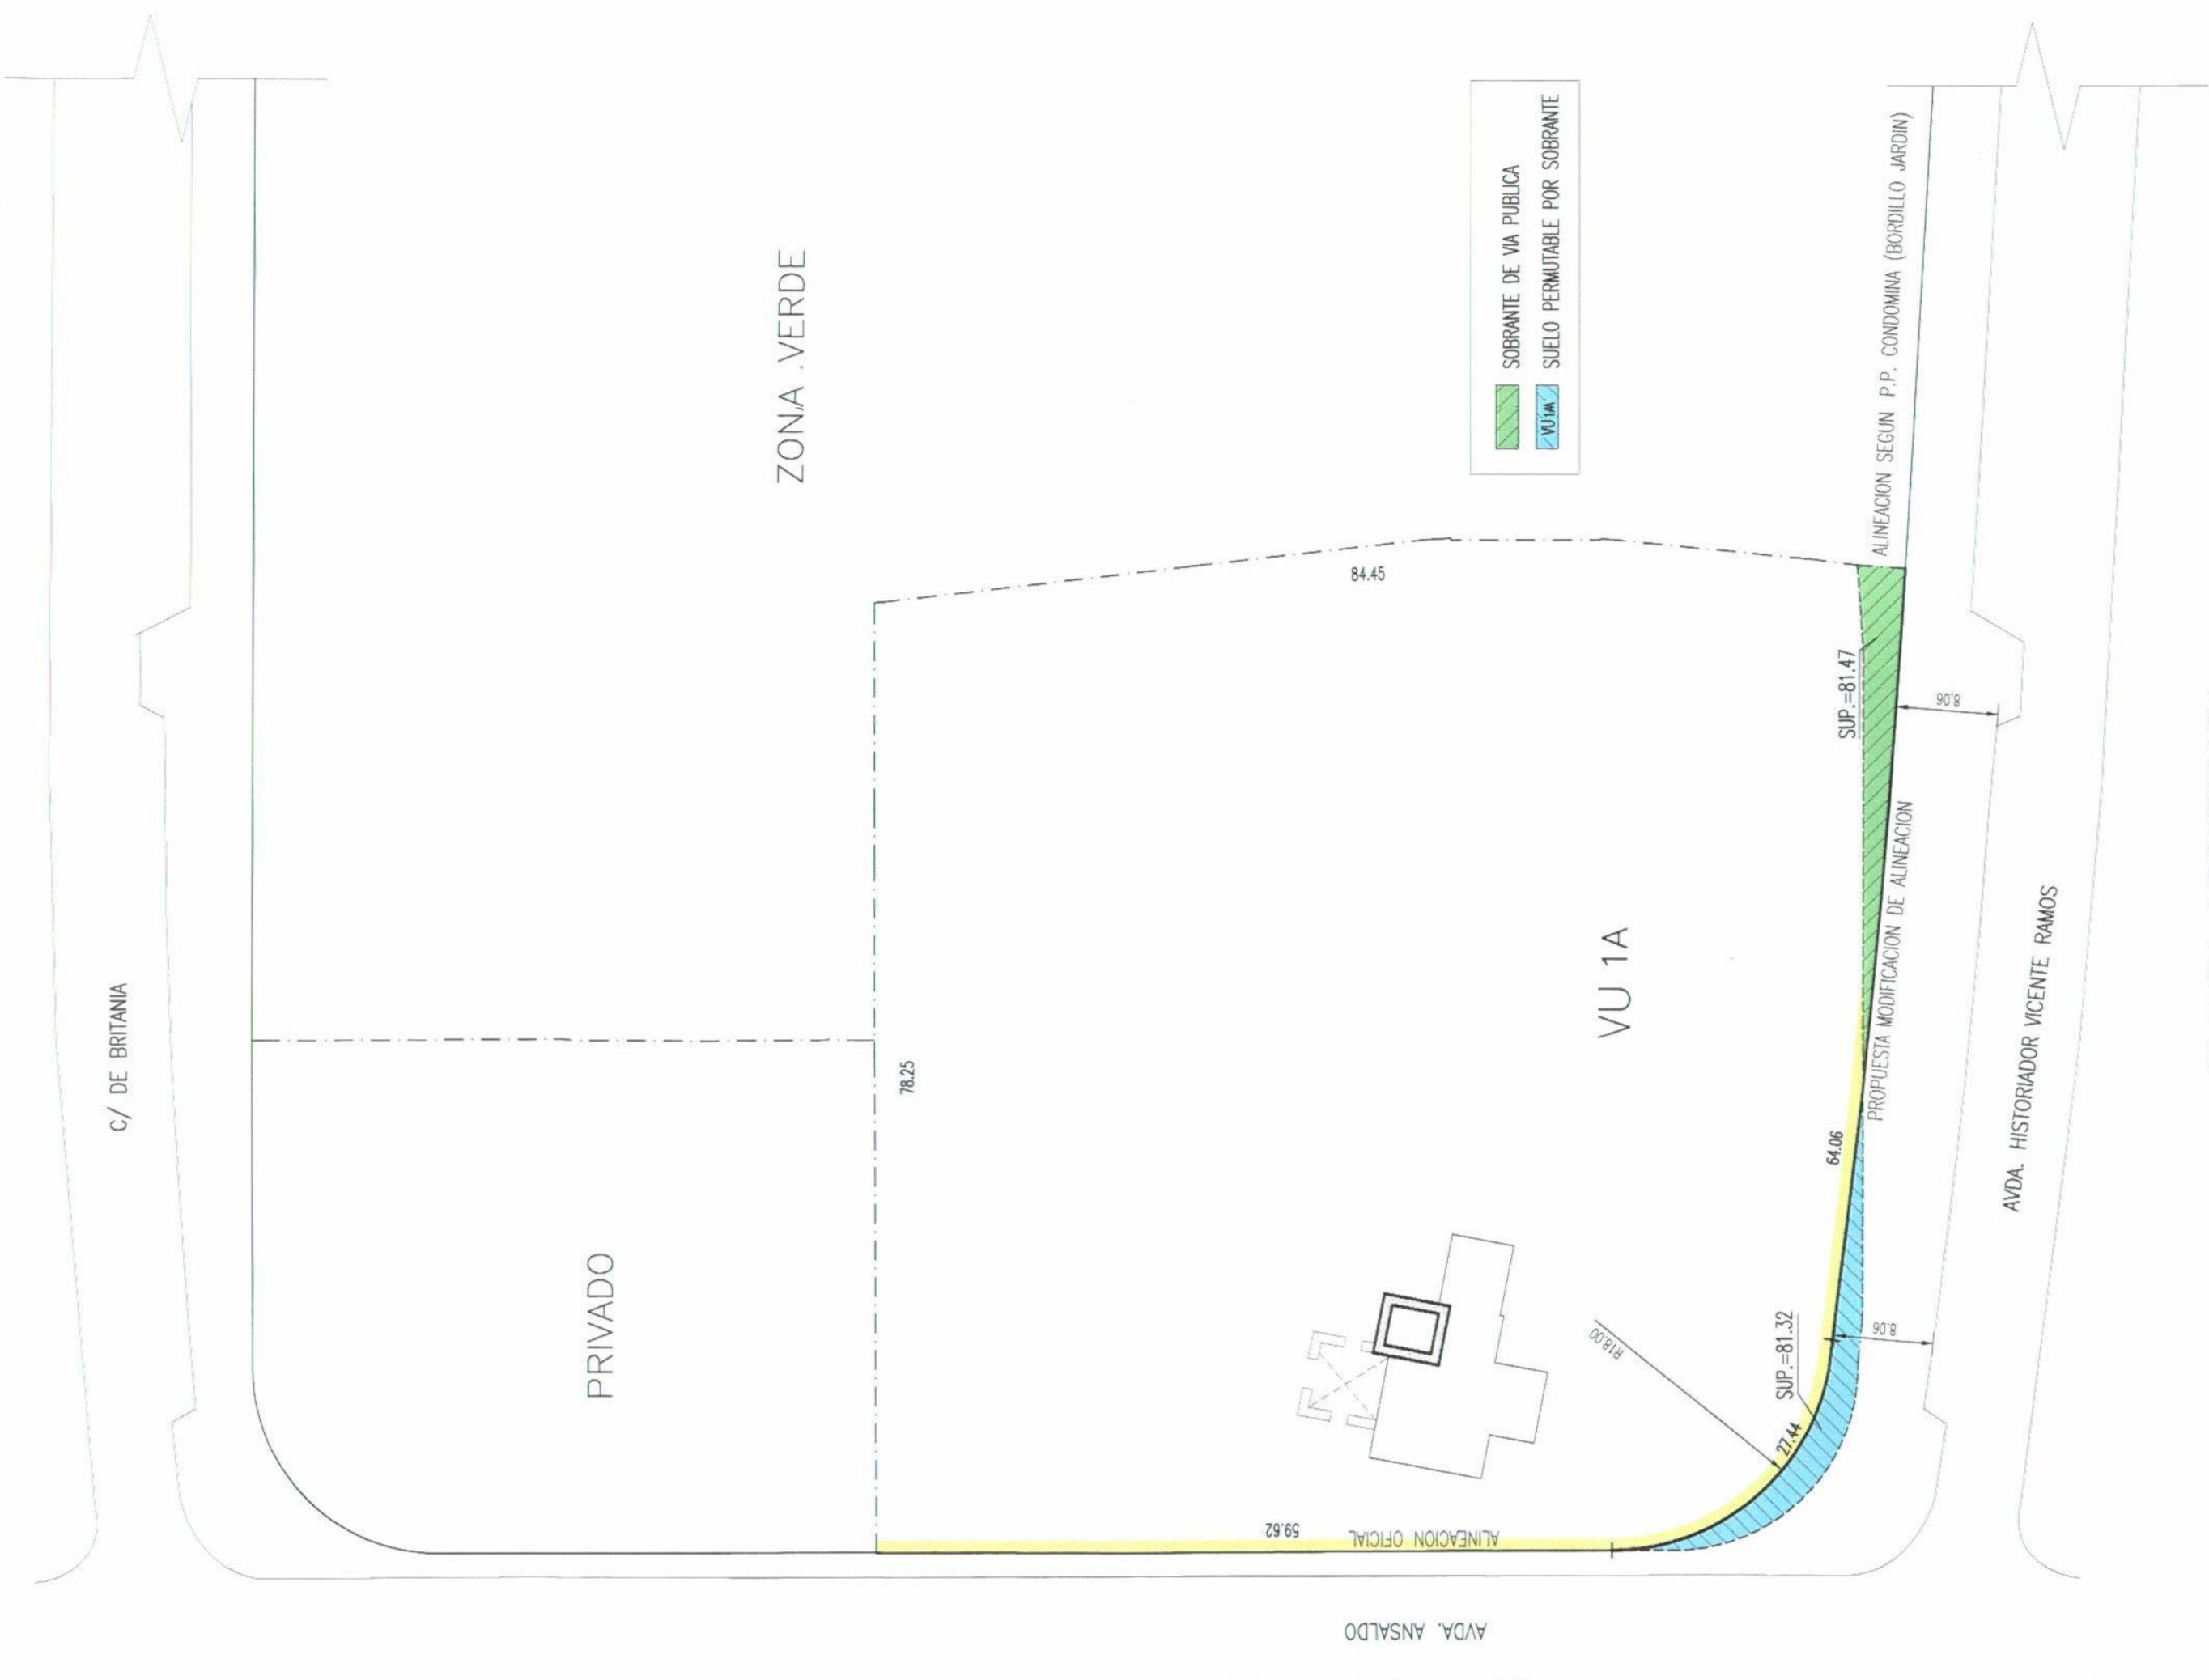 C/ DE BRITANIA
PRIVADO
ZONA VERDE
78.25
84.45
VU 1A
SOBRANTE DE VIA PUBLICA
VU 1M
SUELO PERMUTABLE POR SOBRANTE
59.62
ALINEACION OFICIAL
R18.00
27.44
SUP.=81.32
64.06
8.06
SUP.=81.47
8,06
PROPUESTA MODIFICACION DE ALINEACION
ALINEACION SEGUN P.P. CONDOMINA (BORDILLO JARDIN)
AVDA. HISTORIADOR VICENTE RAMOS
AVDA. ANSALDO